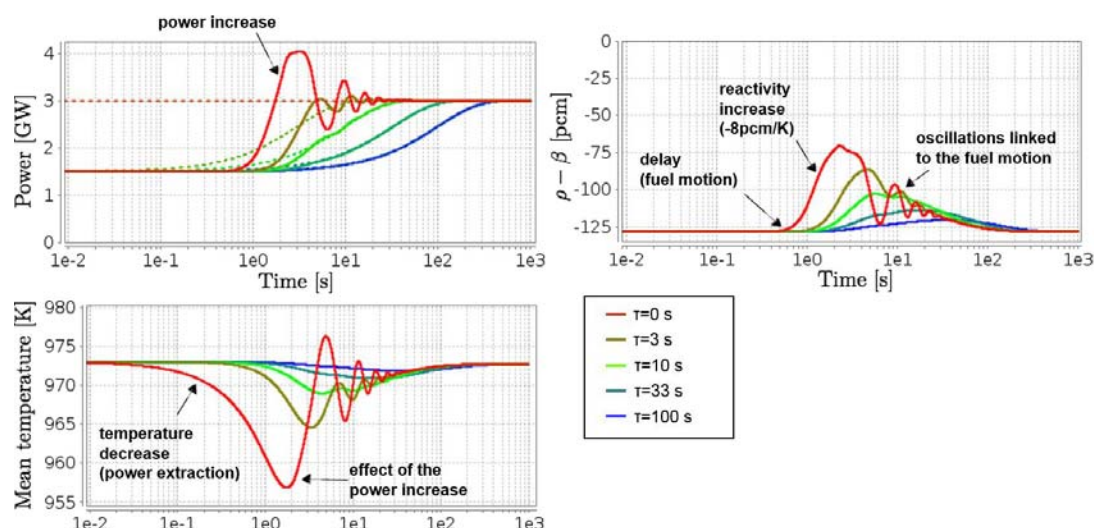 power increase
Power [GW]
4
3
2
1
0
1e-2
1e-1
1e0
1e1
1e2
1e3
Time [s]
ρ − β [pcm]
0
-25
-50
-75
-100
-125
reactivity
increase
(-8pcm/K)
delay
(fuel motion)
oscillations linked
to the fuel motion
1e-2
1e-1
1e0
1e1
1e2
1e3
Time [s]
Mean temperature [K]
980
975
970
965
960
955
temperature
decrease
(power extraction)
effect of the
power increase
1e-2
1e-1
1e0
1e1
1e2
1e3
τ=0 s
τ=3 s
τ=10 s
τ=33 s
τ=100 s